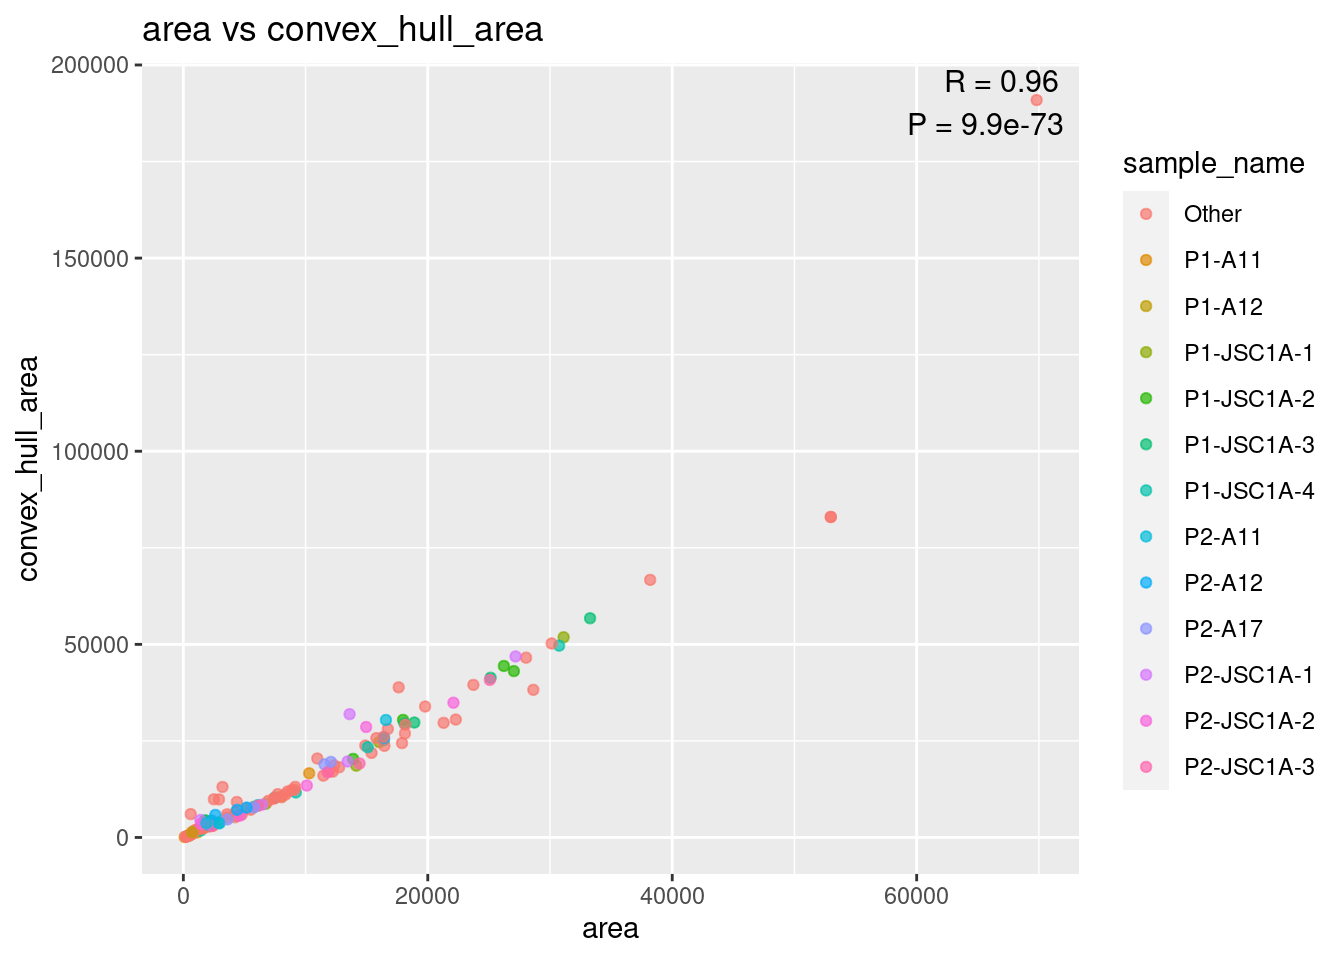 area vs convex_hull_area
R = 0.96
P = 9.9e-73
200000
150000
100000
50000
0
convex_hull_area
0
20000
40000
60000
area
sample_name
Other
P1-A11
P1-A12
P1-JSC1A-1
P1-JSC1A-2
P1-JSC1A-3
P1-JSC1A-4
P2-A11
P2-A12
P2-A17
P2-JSC1A-1
P2-JSC1A-2
P2-JSC1A-3